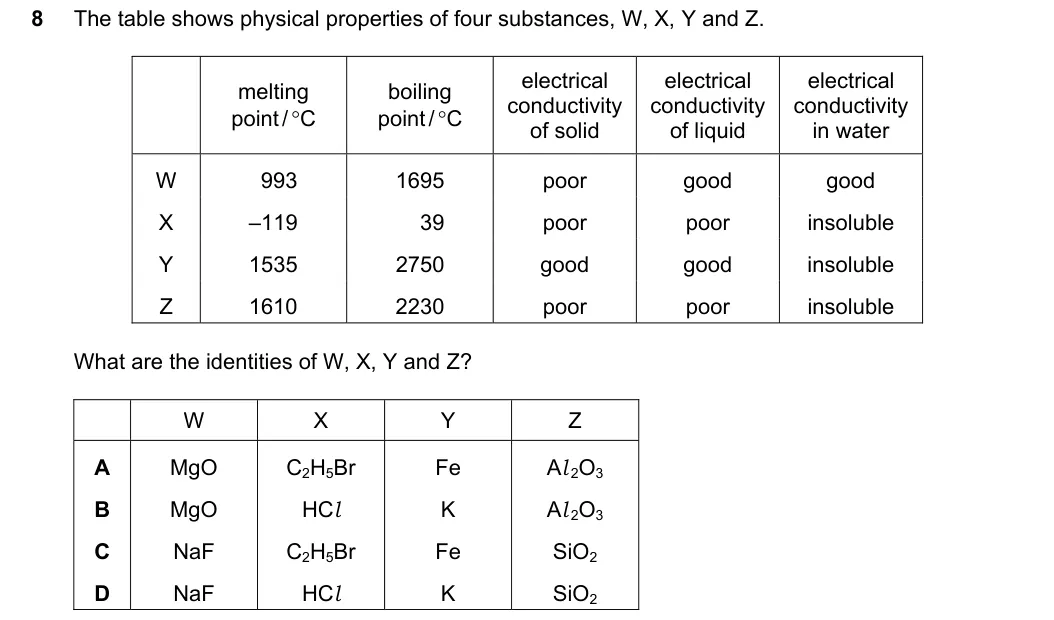 8 The table shows physical properties of four substances, W, X, Y and Z.
melting point / °C boiling point / °C electrical conductivity of solid electrical conductivity of liquid electrical conductivity in water
W 993 1695 poor good good
X –119 39 poor poor insoluble
Y 1535 2750 good good insoluble
Z 1610 2230 poor poor insoluble
What are the identities of W, X, Y and Z?
W X Y Z
A MgO C₂H₅Br Fe Al₂O₃
B MgO HCl K Al₂O₃
C NaF C₂H₅Br Fe SiO₂
D NaF HCl K SiO₂